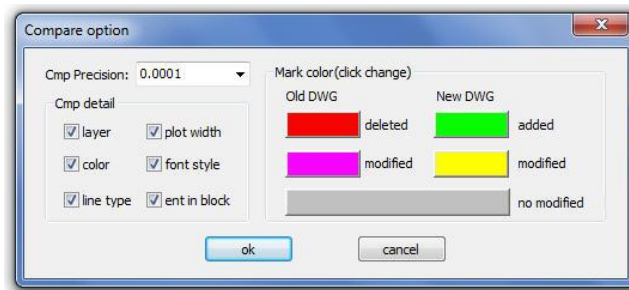 Compare option
Cmp Precision: 0.0001
Cmp detail
layer plot width
color font style
line type ent in block
Mark color(click change)
Old DWG New DWG
deleted added
modified modified
no modified
ok cancel